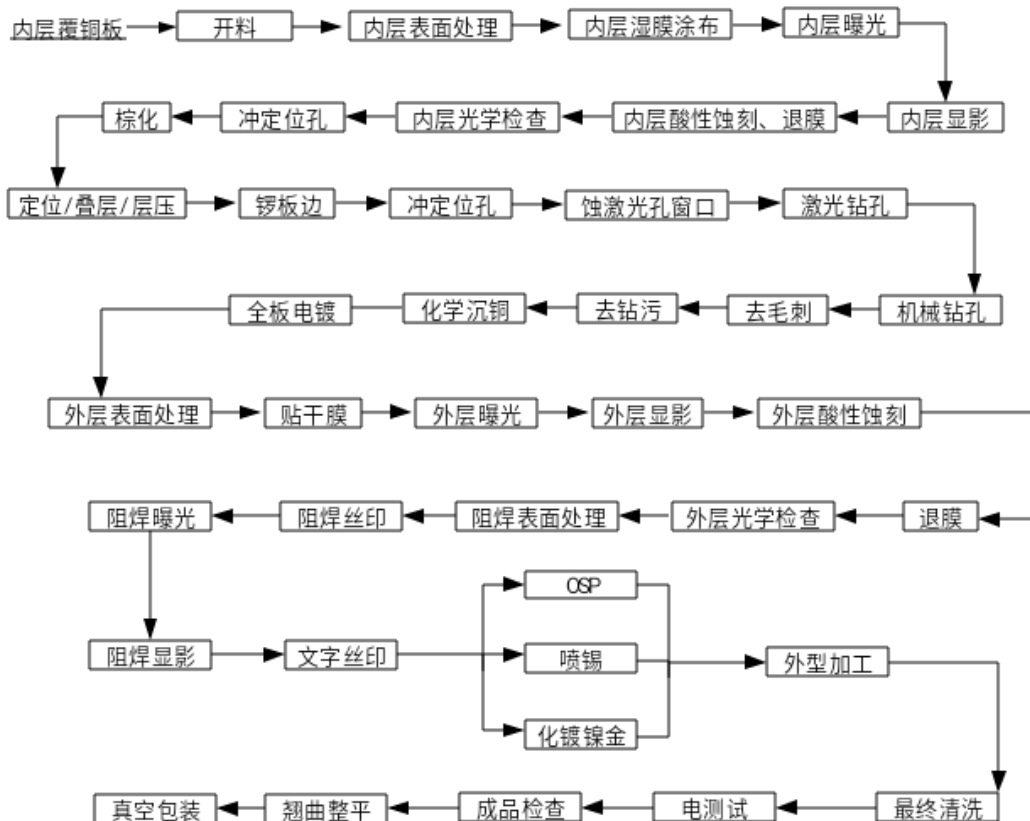 内层覆铜板 开料 内层表面处理 内层湿膜涂布 内层曝光
棕化 冲定位孔 内层光学检查 内层酸性蚀刻、退膜 内层显影
定位/叠层/层压 锣板边 冲定位孔 蚀激光孔窗口 激光钻孔
全板电镀 化学沉铜 去钻污 去毛刺 机械钻孔
外层表面处理 贴干膜 外层曝光 外层显影 外层酸性蚀刻
阻焊曝光 阻焊丝印 阻焊表面处理 外层光学检查 退膜
OSP
阻焊显影 文字丝印 喷锡 外型加工
化镀镍金
真空包装 翘曲整平 成品检查 电测试 最终清洗